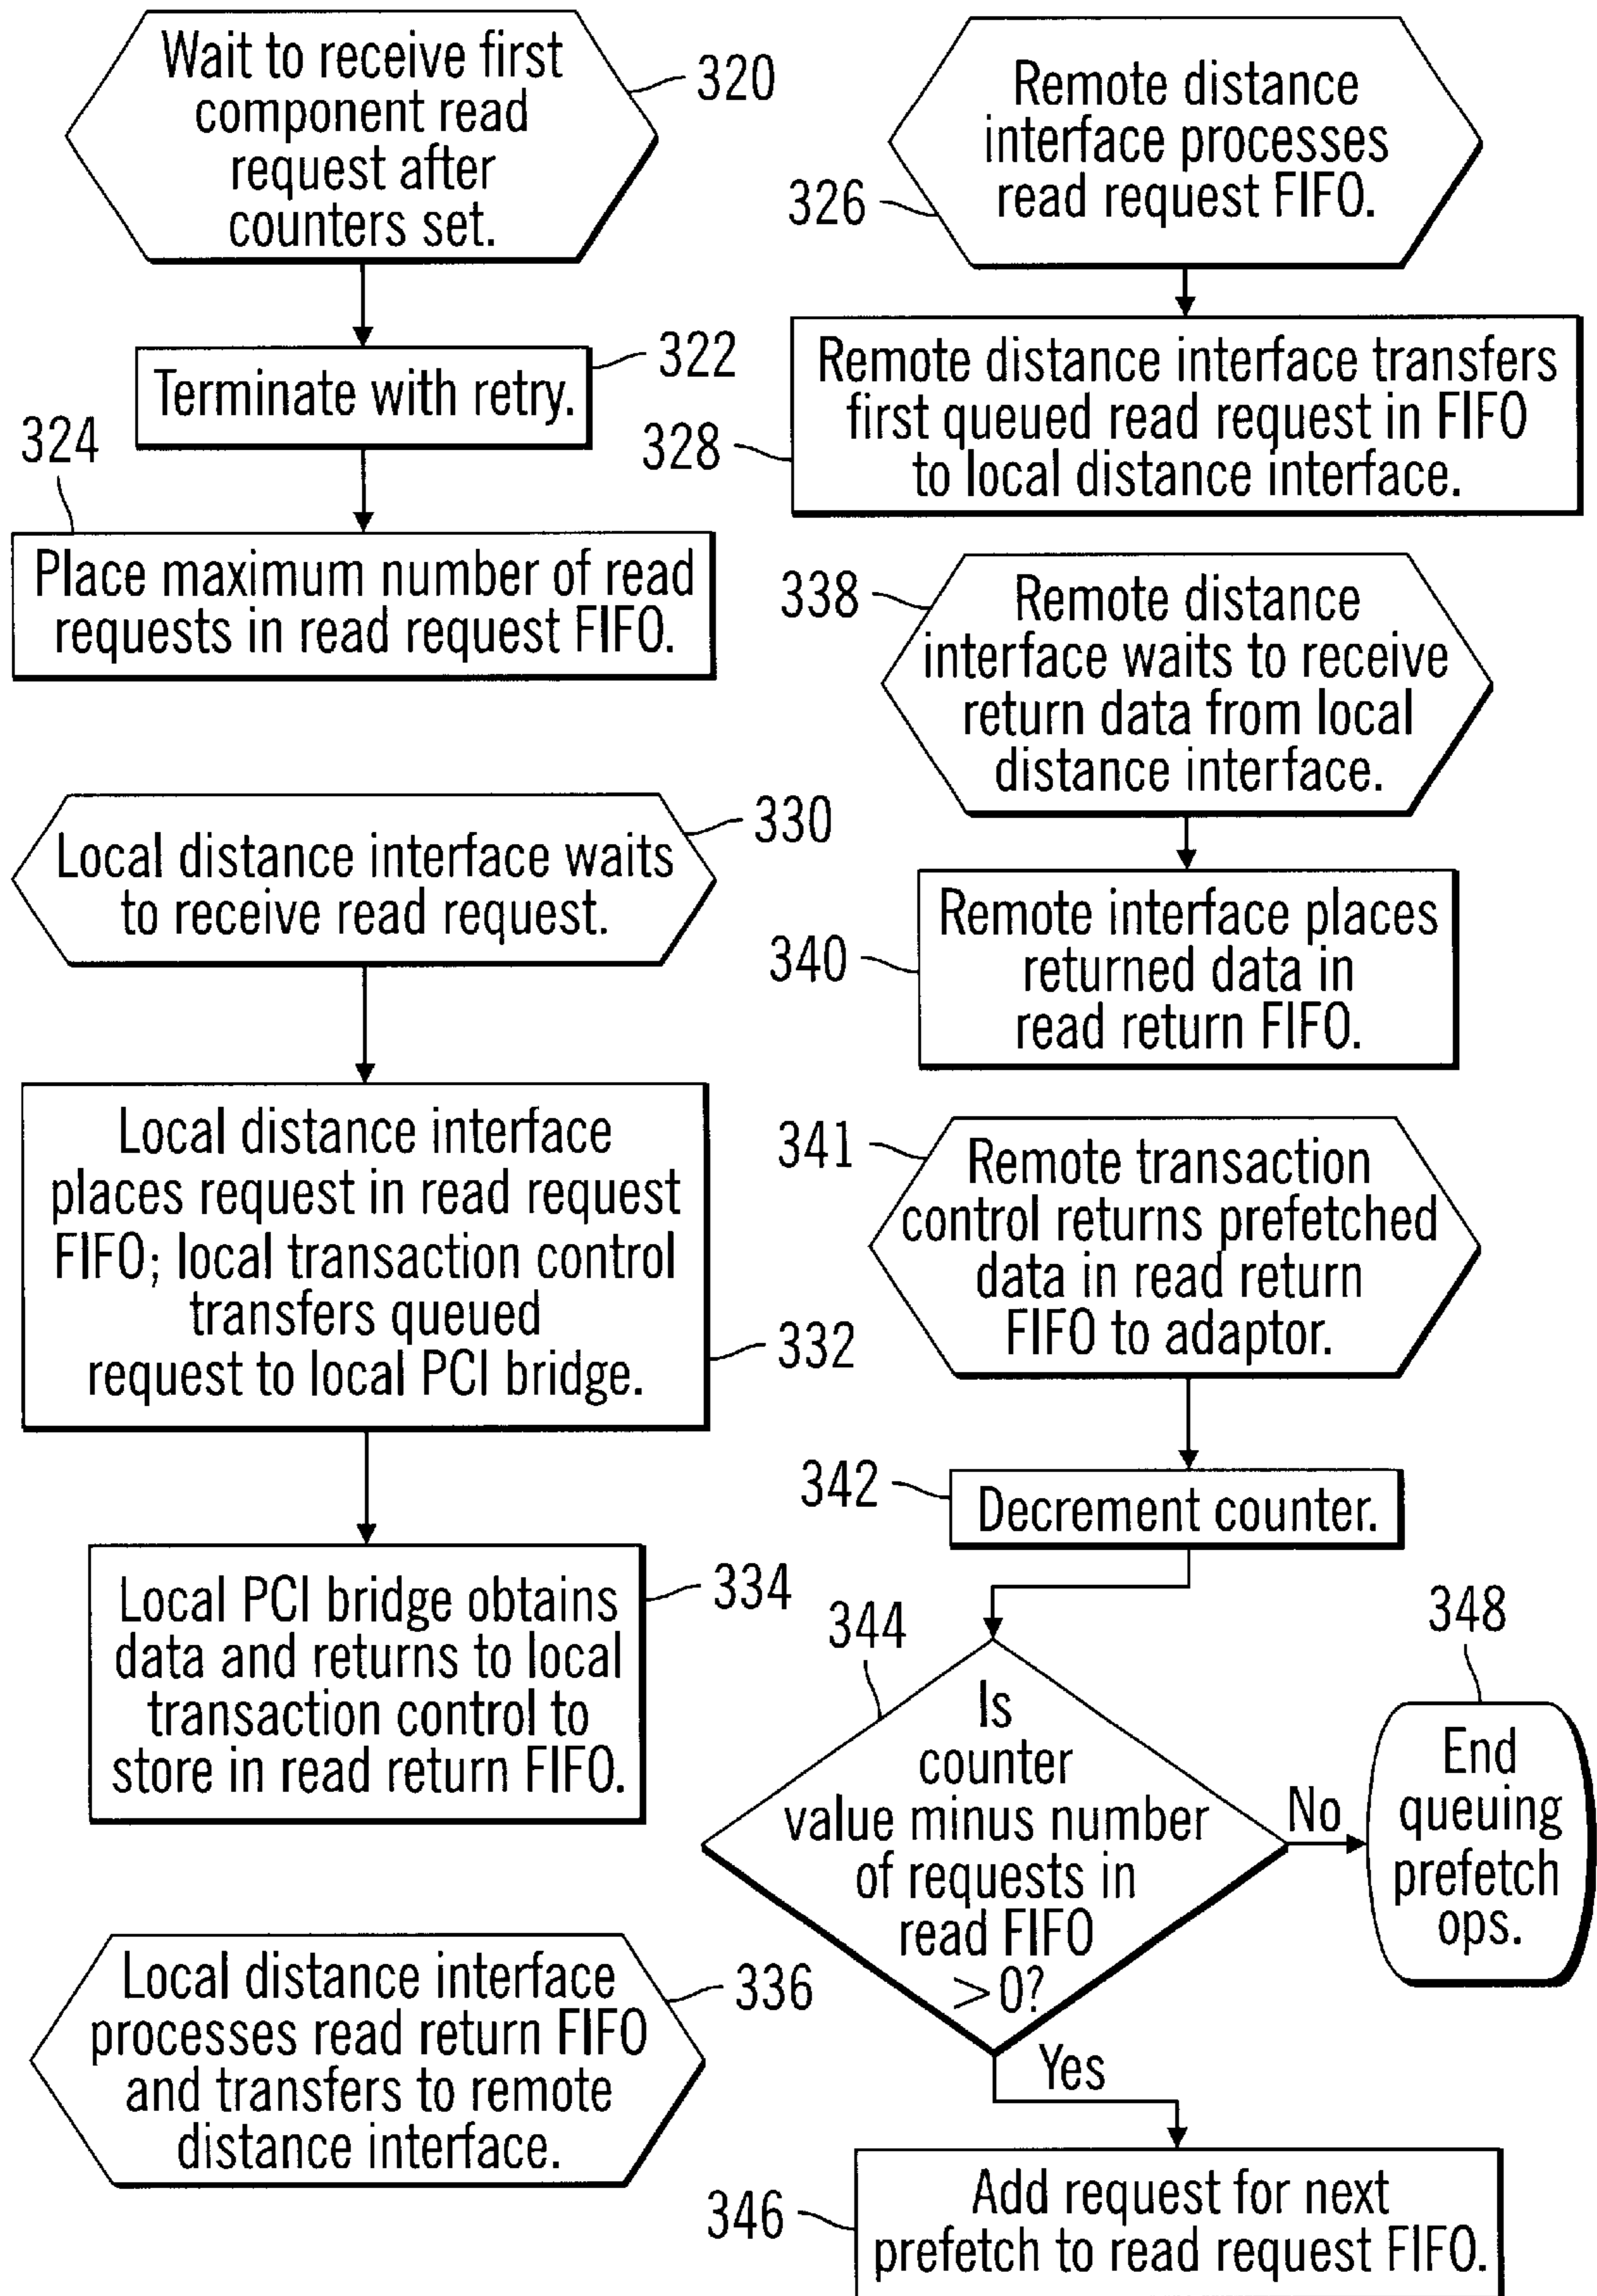 Wait to receive first
component read
request after
counters set.
320
Terminate with retry.
322
324
Place maximum number of read
requests in read request FIFO.
Remote distance
interface processes
read request FIFO.
326
Remote distance interface transfers
first queued read request in FIFO
to local distance interface.
328
Local distance interface waits
to receive read request.
330
Local distance interface
places request in read request
FIFO; local transaction control
transfers queued
request to local PCI bridge.
332
Local PCI bridge obtains
data and returns to local
transaction control to
store in read return FIFO.
334
Local distance interface
processes read return FIFO
and transfers to remote
distance interface.
336
338
Remote distance
interface waits to receive
return data from local
distance interface.
340
Remote interface places
returned data in
read return FIFO.
341
Remote transaction
control returns prefetched
data in read return
FIFO to adaptor.
342
Decrement counter.
344
Is
counter
value minus number
of requests in
read FIFO
> 0?
No
348
End
queuing
prefetch
ops.
Yes
346
Add request for next
prefetch to read request FIFO.